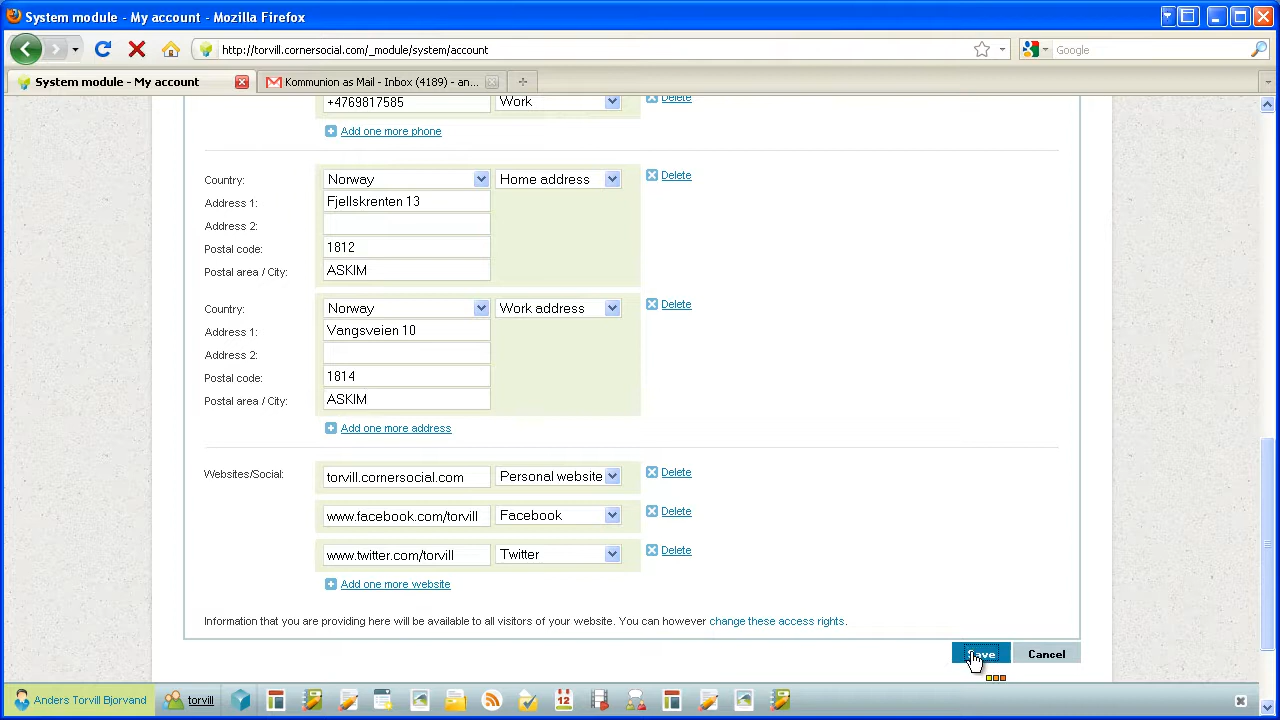 System module - My account - Mozilla Firefox
http://torvill.cornersocial.com/_module/system/account
Google
System module - My account
Kommunion as Mail - Inbox (4189) - an...
+4769817585
Work
Delete
Add one more phone
Country:
Norway
Home address
Delete
Address 1:
Fjellskrenten 13
Address 2:
Postal code:
1812
Postal area / City:
ASKIM
Country:
Norway
Work address
Delete
Address 1:
Vangsveien 10
Address 2:
Postal code:
1814
Postal area / City:
ASKIM
Add one more address
Websites/Social:
torvill.cornersocial.com
Personal website
Delete
www.facebook.com/torvill
Facebook
Delete
www.twitter.com/torvill
Twitter
Delete
Add one more website
Information that you are providing here will be available to all visitors of your website. You can however change these access rights.
Save
Cancel
Anders Torvill Bjorvand
torvill
12